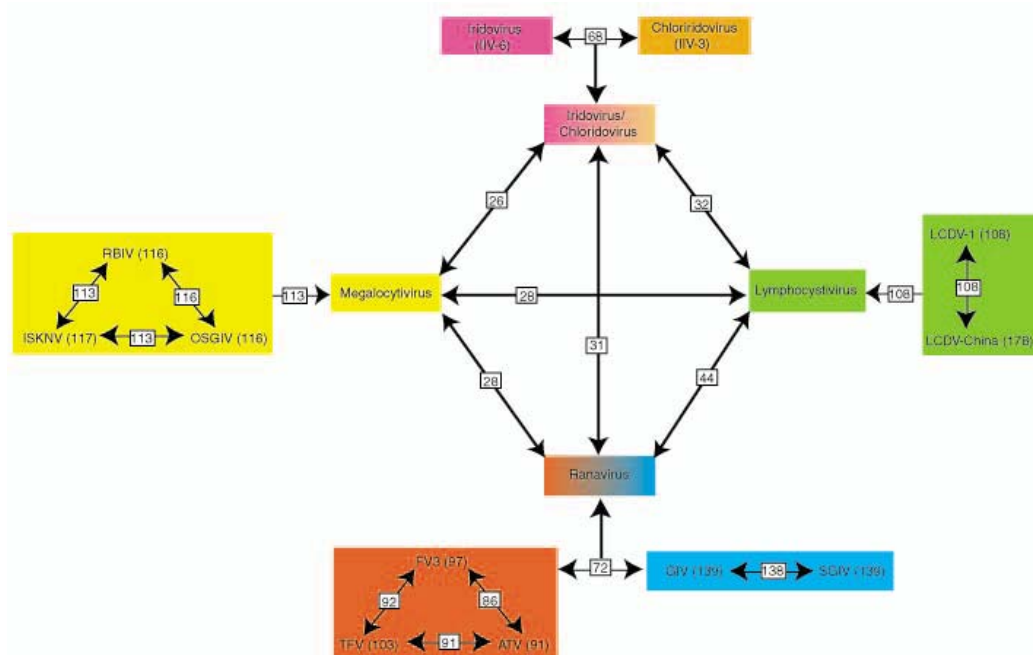 Iridovirus
(IIV-6)
68
Chloriridovirus
(IIV-3)
Iridovirus/
Chloridovirus
26
32
RBIV (116)
113
116
ISKNV (117)
113
OSGIV (116)
113
Megalocytivirus
28
Lymphocystivirus
108
LCDV-1 (108)
108
LCDV-China (178)
31
28
44
Ranavirus
72
FV3 (97)
92
86
TFV (103)
91
ATV (91)
GIV (139)
138
SGIV (139)